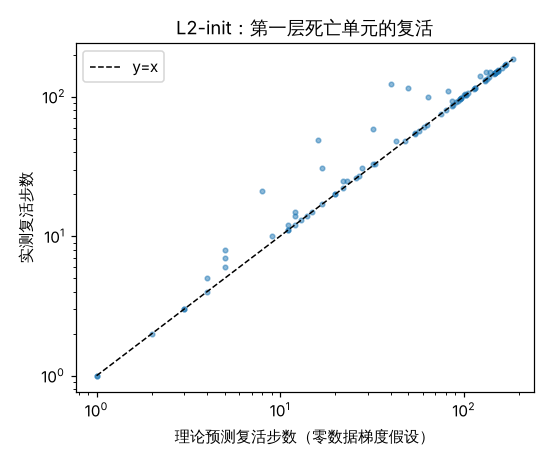 L2-init：第一层死亡单元的复活
y=x
10²
10¹
10⁰
实测复活步数
10⁰ 10¹ 10²
理论预测复活步数（零数据梯度假设）